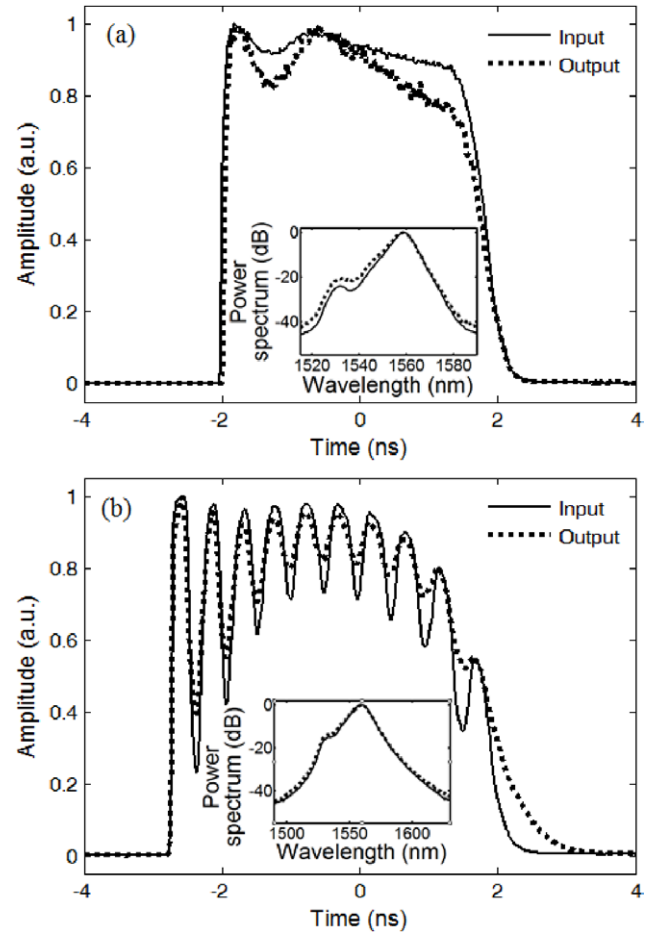 (a)
Input
Output
Amplitude (a.u.)
1
0.8
0.6
0.4
0.2
0
-4
-2
0
2
4
Time (ns)
Power
spectrum (dB)
0
-20
-40
1520
1540
1560
1580
Wavelength (nm)
(b)
Input
Output
Amplitude (a.u.)
1
0.8
0.6
0.4
0.2
0
-4
-2
0
2
4
Time (ns)
Power
spectrum (dB)
0
-20
-40
1500
1550
1600
Wavelength (nm)